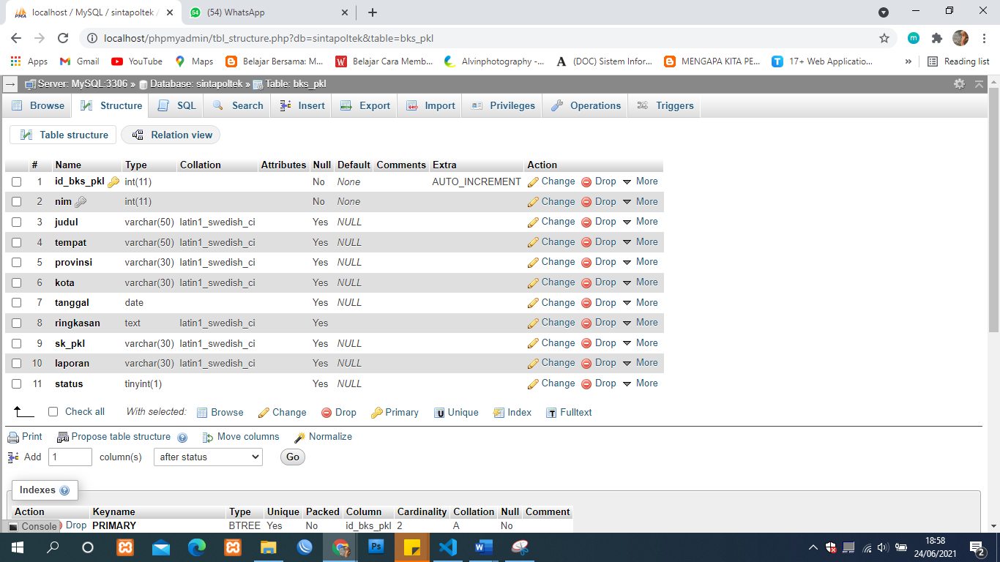 localhost / MySQL / sintapoltek /
(54) WhatsApp
localhost/phpmyadmin/tbl_structure.php?db=sintapoltek&table=bks_pkl
Apps Gmail YouTube Maps Belajar Bersama: M... Belajar Cara Memb... Alvinphotography -... (DOC) Sistem Infor... MENGAPA KITA PE... 17+ Web Applicatio... » Reading list
Server: MySQL:3306 » Database: sintapoltek » Table: bks_pkl
Browse Structure SQL Search Insert Export Import Privileges Operations Triggers
Table structure Relation view
# Name Type Collation Attributes Null Default Comments Extra Action
1 id_bks_pkl int(11) No None AUTO_INCREMENT Change Drop More
2 nim int(11) No None Change Drop More
3 judul varchar(50) latin1_swedish_ci Yes NULL Change Drop More
4 tempat varchar(50) latin1_swedish_ci Yes NULL Change Drop More
5 provinsi varchar(30) latin1_swedish_ci Yes NULL Change Drop More
6 kota varchar(30) latin1_swedish_ci Yes NULL Change Drop More
7 tanggal date Yes NULL Change Drop More
8 ringkasan text latin1_swedish_ci Yes Change Drop More
9 sk_pkl varchar(30) latin1_swedish_ci Yes NULL Change Drop More
10 laporan varchar(30) latin1_swedish_ci Yes NULL Change Drop More
11 status tinyint(1) Yes NULL Change Drop More
Check all With selected: Browse Change Drop Primary Unique Index Fulltext
Print Propose table structure Move columns Normalize
Add 1 column(s) after status Go
Indexes
Action Keyname Type Unique Packed Column Cardinality Collation Null Comment
Drop PRIMARY BTREE Yes No id_bks_pkl 2 A No
Console
18:58
24/06/2021
2